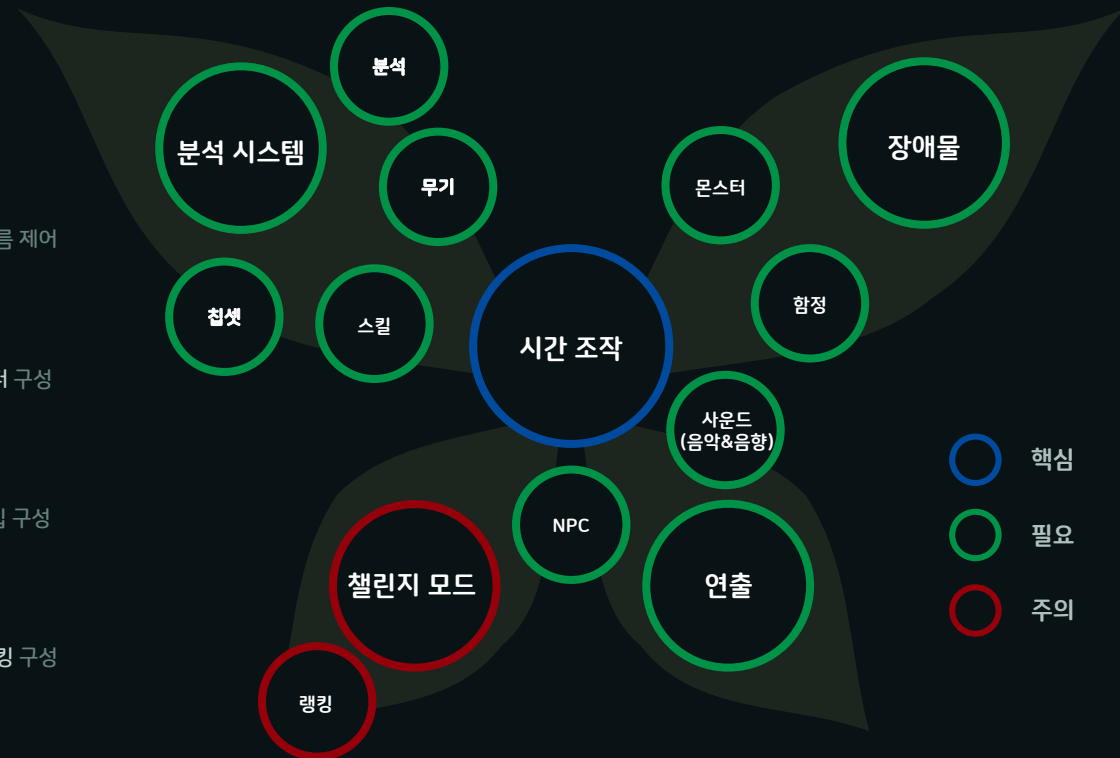 분석
분석 시스템
장애물
무기
몬스터
름 제어
함정
칩셋
스킬
시간 조작
구성
사운드
(음악&음향)
핵심
구성
NPC
필요
챌린지 모드
연출
주의
킹 구성
랭킹